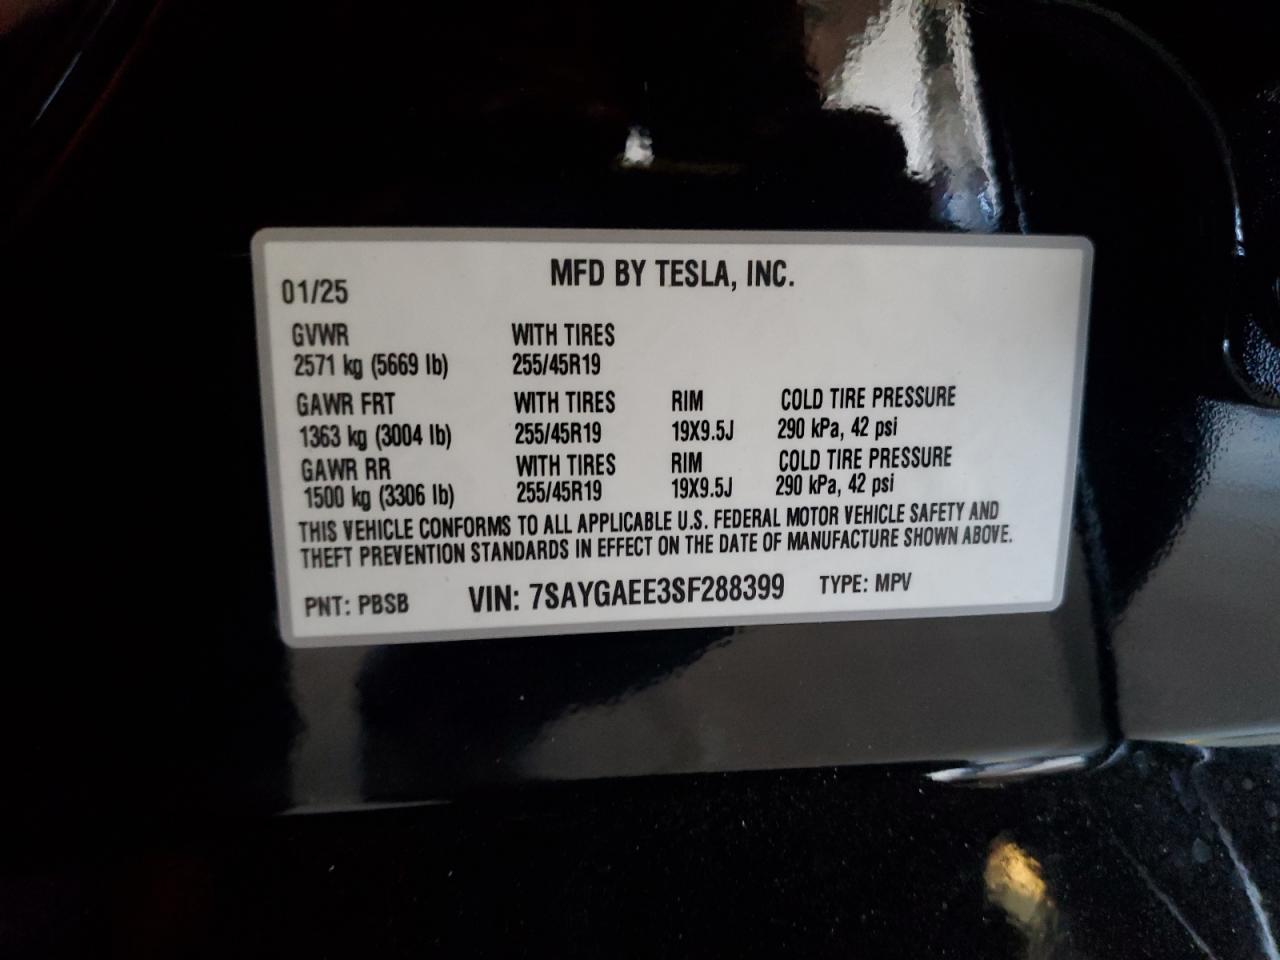 MFD BY TESLA, INC.
01/25
GVWR WITH TIRES
2571 kg (5669 lb) 255/45R19
GAWR FRT WITH TIRES RIM COLD TIRE PRESSURE
1363 kg (3004 lb) 255/45R19 19X9.5J 290 kPa, 42 psi
GAWR RR WITH TIRES RIM COLD TIRE PRESSURE
1500 kg (3306 lb) 255/45R19 19X9.5J 290 kPa, 42 psi
THIS VEHICLE CONFORMS TO ALL APPLICABLE U.S. FEDERAL MOTOR VEHICLE SAFETY AND
THEFT PREVENTION STANDARDS IN EFFECT ON THE DATE OF MANUFACTURE SHOWN ABOVE.
PNT: PBSB VIN: 7SAYGAEE3SF288399 TYPE: MPV